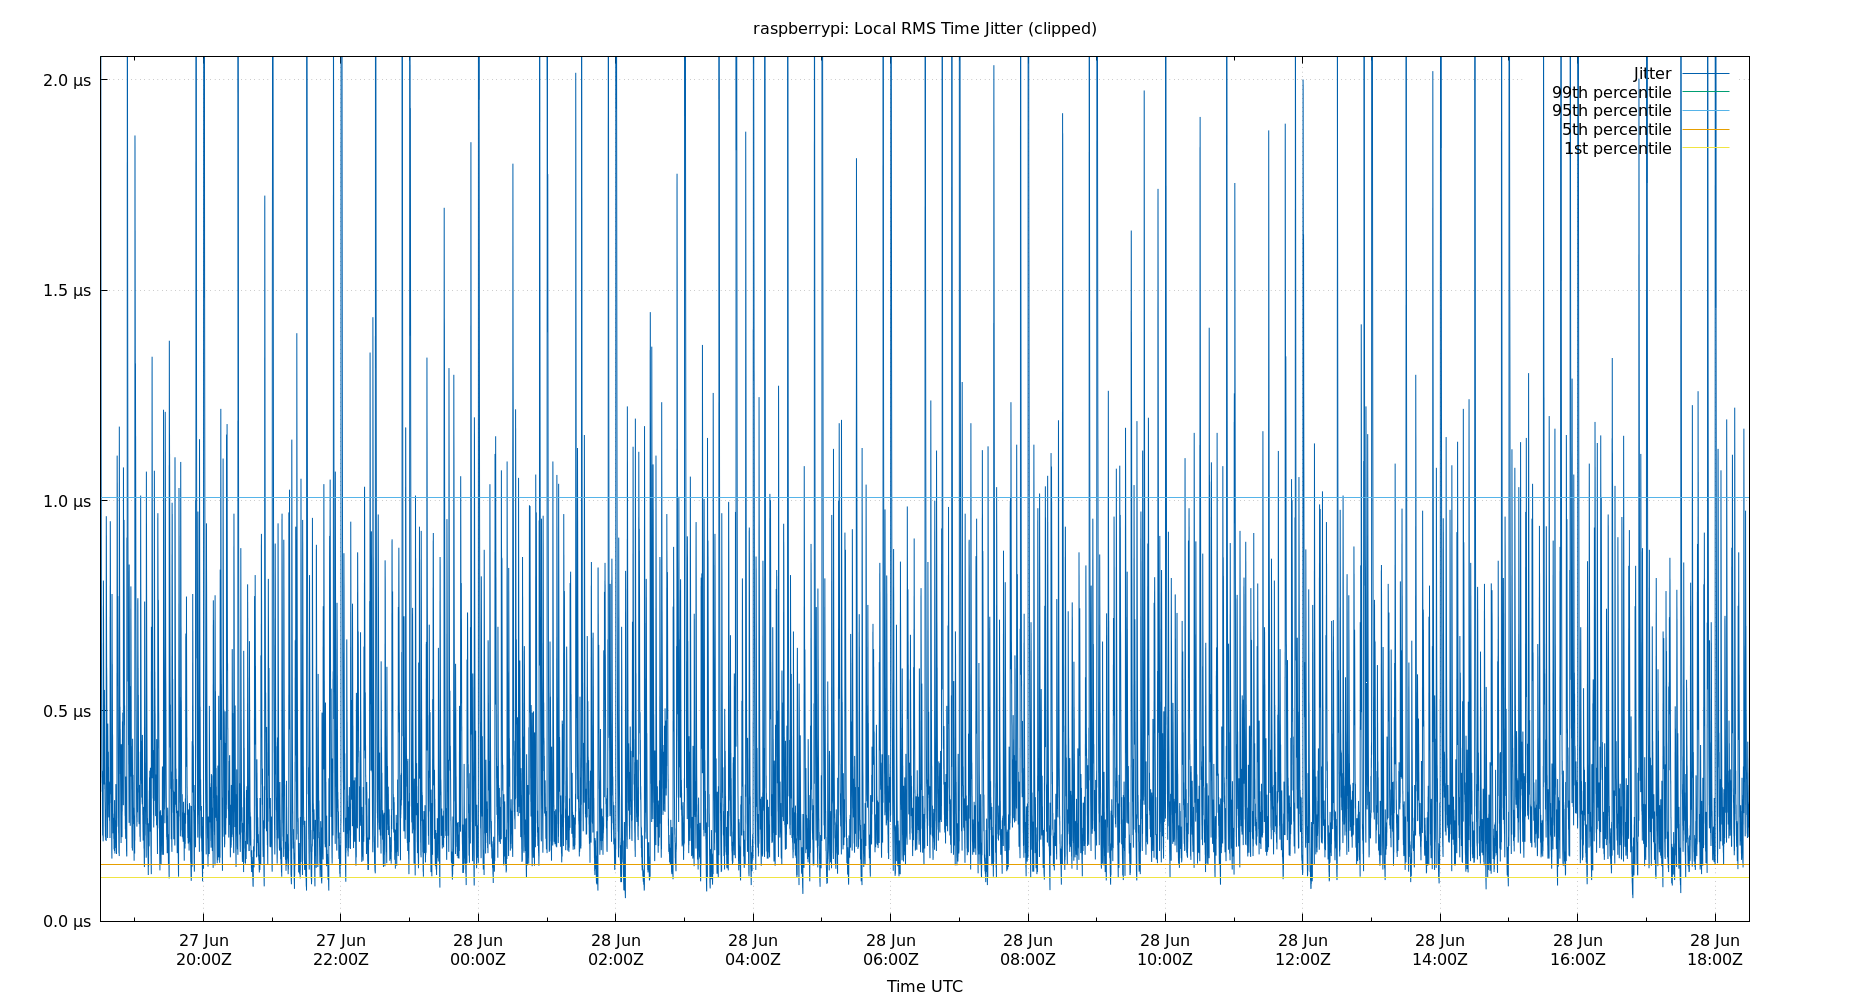 raspberrypi: Local RMS Time Jitter (clipped)
2.0 µs
1.5 µs
1.0 µs
0.5 µs
0.0 µs
Jitter
99th percentile
95th percentile
5th percentile
1st percentile
27 Jun
20:00Z
27 Jun
22:00Z
28 Jun
00:00Z
28 Jun
02:00Z
28 Jun
04:00Z
28 Jun
06:00Z
28 Jun
08:00Z
28 Jun
10:00Z
28 Jun
12:00Z
28 Jun
14:00Z
28 Jun
16:00Z
28 Jun
18:00Z
Time UTC